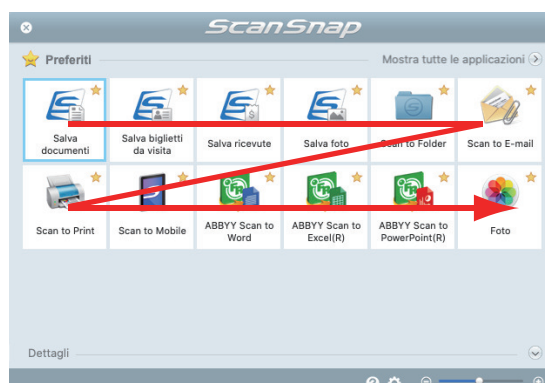 ScanSnap
Preferiti
Mostra tutte le applicazioni
Salva
documenti
Salva biglietti
da visita
Salva ricevute
Salva foto
Scan to Folder
Scan to E-mail
Scan to Print
Scan to Mobile
ABBYY Scan to
Word
ABBYY Scan to
Excel(R)
ABBYY Scan to
PowerPoint(R)
Foto
Dettagli